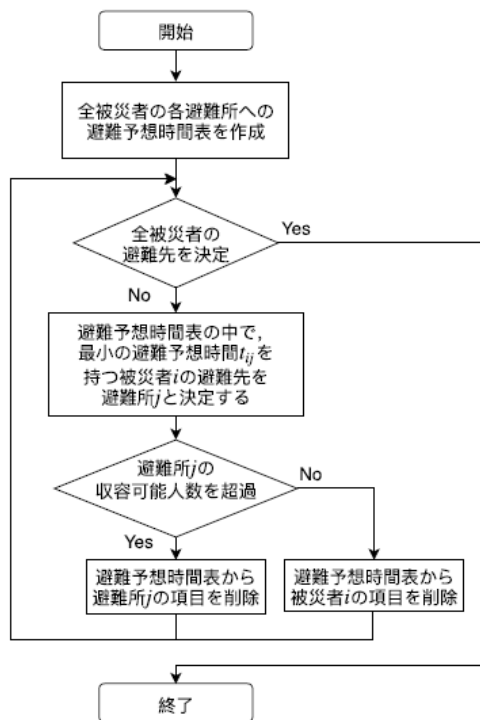 開始
全被災者の各避難所への
避難予想時間表を作成
全被災者の
避難先を決定
Yes
No
避難予想時間表の中で，
最小の避難予想時間t_{ij}を
持つ被災者iの避難先を
避難所jと決定する
避難所jの
収容可能人数を超過
No
Yes
避難予想時間表から
避難所jの項目を削除
避難予想時間表から
被災者iの項目を削除
終了